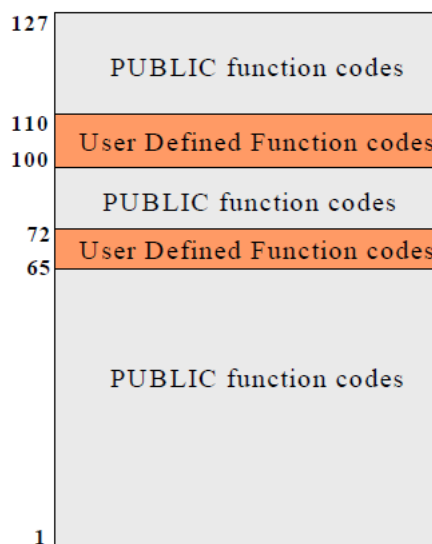 127
PUBLIC function codes
110
User Defined Function codes
100
PUBLIC function codes
72
User Defined Function codes
65
PUBLIC function codes
1